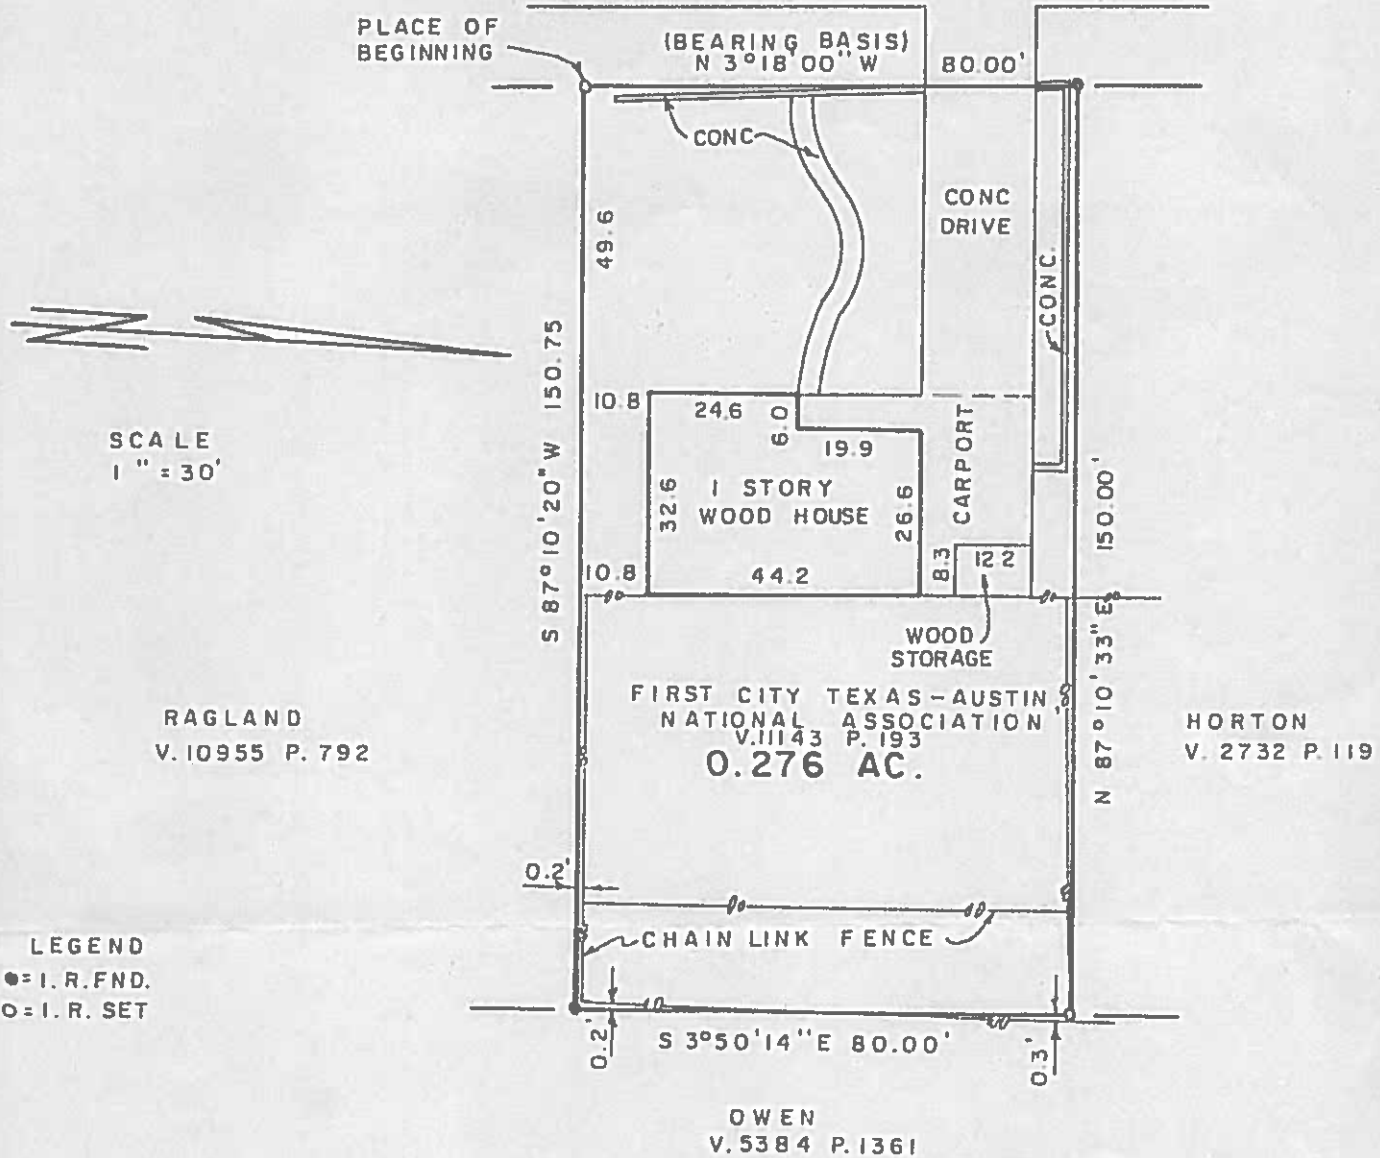 PLACE OF
BEGINNING
(BEARING BASIS)
N 3°18'00" W
80.00'
CONC
CONC
DRIVE
CONC.
49.6
S 87°10'20" W 150.75
SCALE
1" = 30'
10.8
24.6
6.0
19.9
CARPORT
32.6
1 STORY
WOOD HOUSE
26.6
10.8
44.2
8.3
12.2
WOOD
STORAGE
N 87°10'33" E 150.00'
FIRST CITY TEXAS-AUSTIN,
NATIONAL ASSOCIATION
V.11143 P. 193
0.276 AC.
RAGLAND
V. 10955 P. 792
HORTON
V. 2732 P. 119
0.2'
CHAIN LINK FENCE
LEGEND
●= I. R. FND.
O = I. R. SET
0.2'
S 3°50'14" E 80.00'
0.3'
OWEN
V. 5384 P. 1361